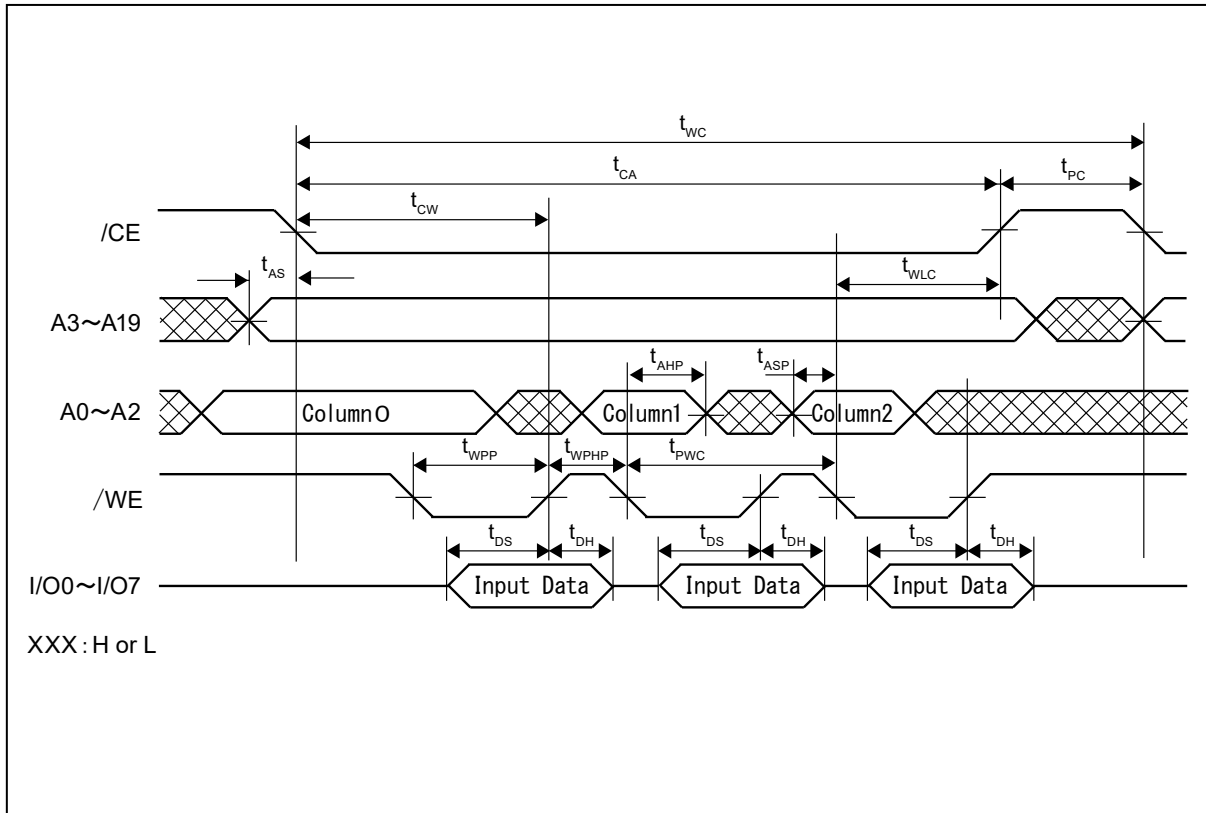 tWC
tCA tPC
tCW
/CE
tAS tWLC
A3～A19
tAHP tASP
A0～A2 Column0 Column1 Column2
tWPP tWPHP tPWC
/WE
tDS tDH tDS tDH tDS tDH
I/O0～I/O7 Input Data Input Data Input Data
XXX : H or L